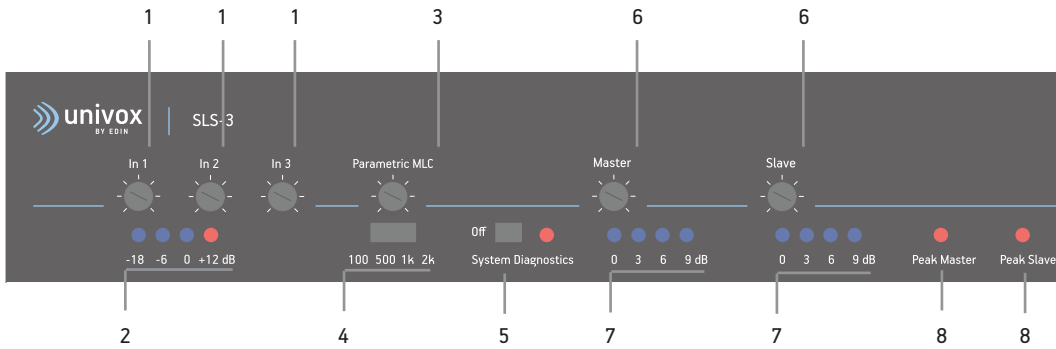 1 1 1 3 6 6
univox
BY EDIN
SLS-3
In 1 In 2 In 3 Parametric MLC Master Slave
Off
-18 -6 0 +12 dB 100 500 1k 2k System Diagnostics 0 3 6 9 dB 0 3 6 9 dB Peak Master Peak Slave
2 4 5 7 7 8 8